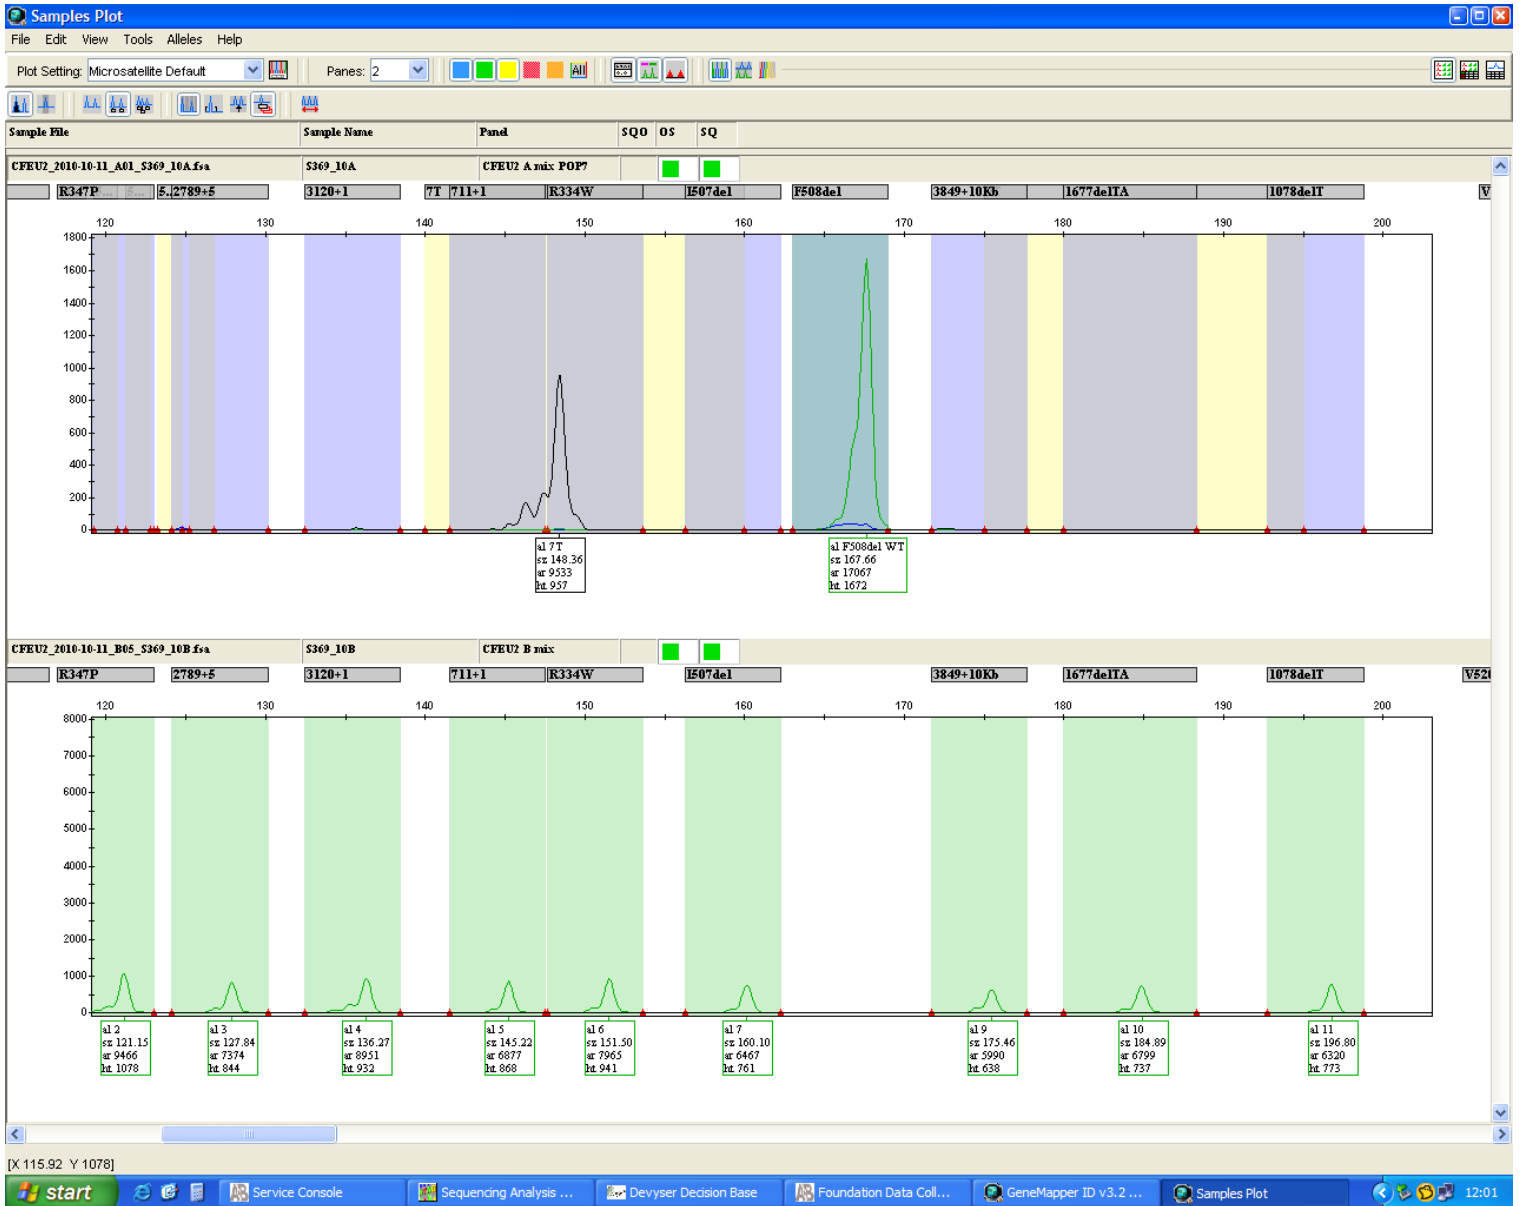 Samples Plot
File Edit View Tools Alleles Help
Plot Setting: Microsatellite Default Panes: 2 All
Sample File Sample Name Panel SQO OS SQ
CFEU2_2010-10-11_A01_S369_10A.fsa S369_10A CFEU2 A mix POP7
R347P 5... 5... 5.. 2789+5 3120+1 7T 711+1 R334W I507del F508del 3849+10Kb 1677delTA 1078delT V
120 130 140 150 160 170 180 190 200
1800
1600
1400
1200
1000
800
600
400
200
0
al 7T
sz 148.36
ar 9533
ht 957
al F508del WT
sz 167.66
ar 17067
ht 1672
CFEU2_2010-10-11_B05_S369_10B.fsa S369_10B CFEU2 B mix
R347P 2789+5 3120+1 711+1 R334W I507del 3849+10Kb 1677delTA 1078delT V520
120 130 140 150 160 170 180 190 200
8000
7000
6000
5000
4000
3000
2000
1000
0
al 2
sz 121.15
ar 9466
ht 1078
al 3
sz 127.84
ar 7374
ht 844
al 4
sz 136.27
ar 8951
ht 932
al 5
sz 145.22
ar 6877
ht 868
al 6
sz 151.50
ar 7965
ht 941
al 7
sz 160.10
ar 6467
ht 761
al 9
sz 175.46
ar 5990
ht 638
al 10
sz 184.89
ar 6799
ht 737
al 11
sz 196.80
ar 6320
ht 773
[X 115.92 Y 1078]
start Service Console Sequencing Analysis ... Devyser Decision Base Foundation Data Coll... GeneMapper ID v3.2 ... Samples Plot 12:01